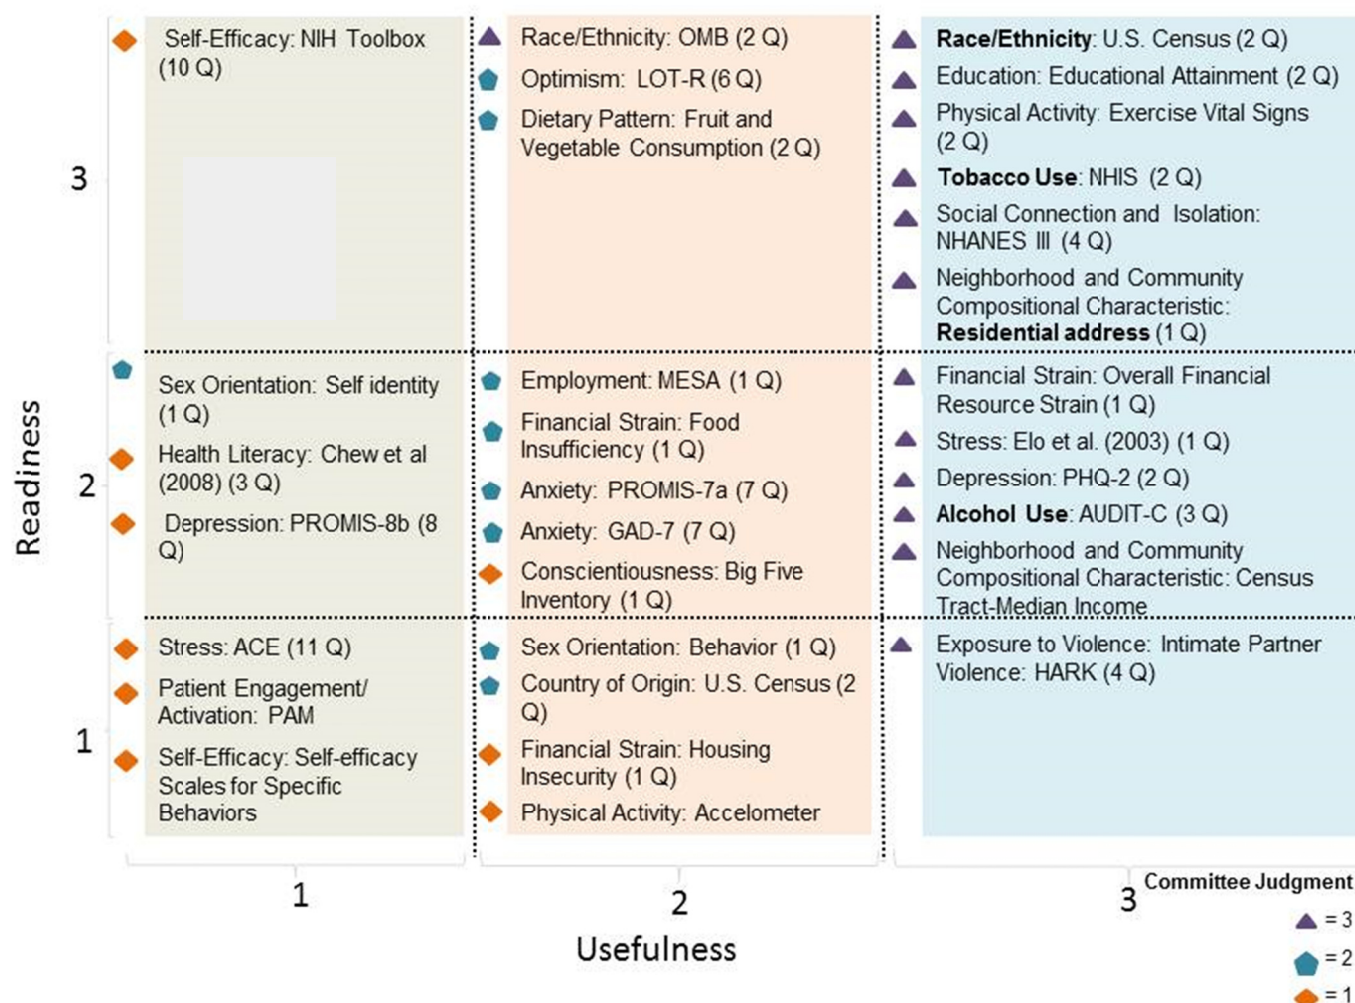 Self-Efficacy: NIH Toolbox
(10 Q)
Race/Ethnicity: OMB (2 Q)
Optimism: LOT-R (6 Q)
Dietary Pattern: Fruit and
Vegetable Consumption (2 Q)
Race/Ethnicity: U.S. Census (2 Q)
Education: Educational Attainment (2 Q)
Physical Activity: Exercise Vital Signs
(2 Q)
Tobacco Use: NHIS (2 Q)
Social Connection and Isolation:
NHANES III (4 Q)
Neighborhood and Community
Compositional Characteristic:
Residential address (1 Q)
3
Sex Orientation: Self identity
(1 Q)
Health Literacy: Chew et al
(2008) (3 Q)
Depression: PROMIS-8b (8
Q)
Employment: MESA (1 Q)
Financial Strain: Food
Insufficiency (1 Q)
Anxiety: PROMIS-7a (7 Q)
Anxiety: GAD-7 (7 Q)
Conscientiousness: Big Five
Inventory (1 Q)
Financial Strain: Overall Financial
Resource Strain (1 Q)
Stress: Elo et al. (2003) (1 Q)
Depression: PHQ-2 (2 Q)
Alcohol Use: AUDIT-C (3 Q)
Neighborhood and Community
Compositional Characteristic: Census
Tract-Median Income
Readiness
2
Stress: ACE (11 Q)
Patient Engagement/
Activation: PAM
Self-Efficacy: Self-efficacy
Scales for Specific
Behaviors
Sex Orientation: Behavior (1 Q)
Country of Origin: U.S. Census (2
Q)
Financial Strain: Housing
Insecurity (1 Q)
Physical Activity: Accelometer
Exposure to Violence: Intimate Partner
Violence: HARK (4 Q)
1
1
2
3
Usefulness
Committee Judgment
= 3
= 2
= 1